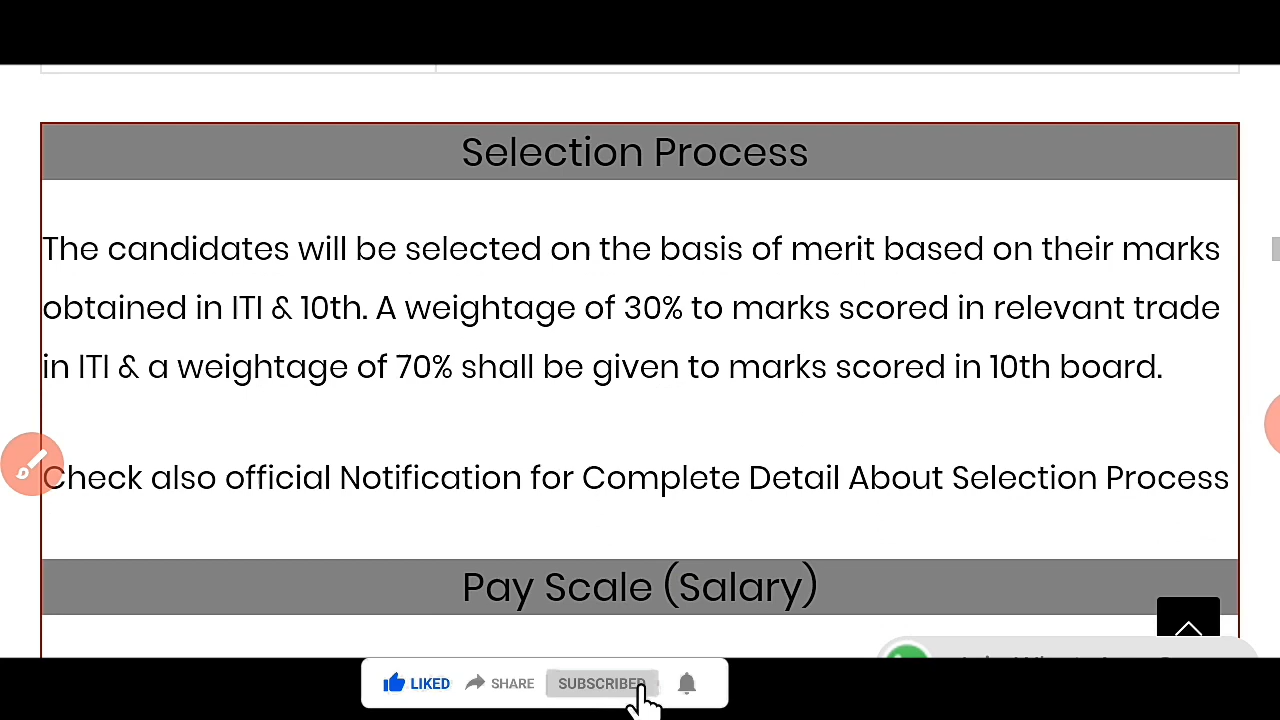 Selection Process
The candidates will be selected on the basis of merit based on their marks
obtained in ITI & 10th. A weightage of 30% to marks scored in relevant trade
in ITI & a weightage of 70% shall be given to marks scored in 10th board.
Check also official Notification for Complete Detail About Selection Process
Pay Scale (Salary)
LIKED SHARE SUBSCRIBED